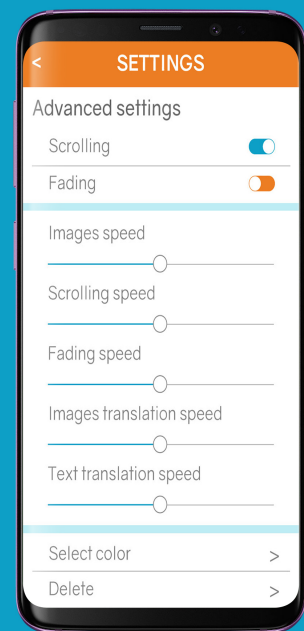 < SETTINGS
Advanced settings
Scrolling
Fading
Images speed
Scrolling speed
Fading speed
Images translation speed
Text translation speed
Select color >
Delete >